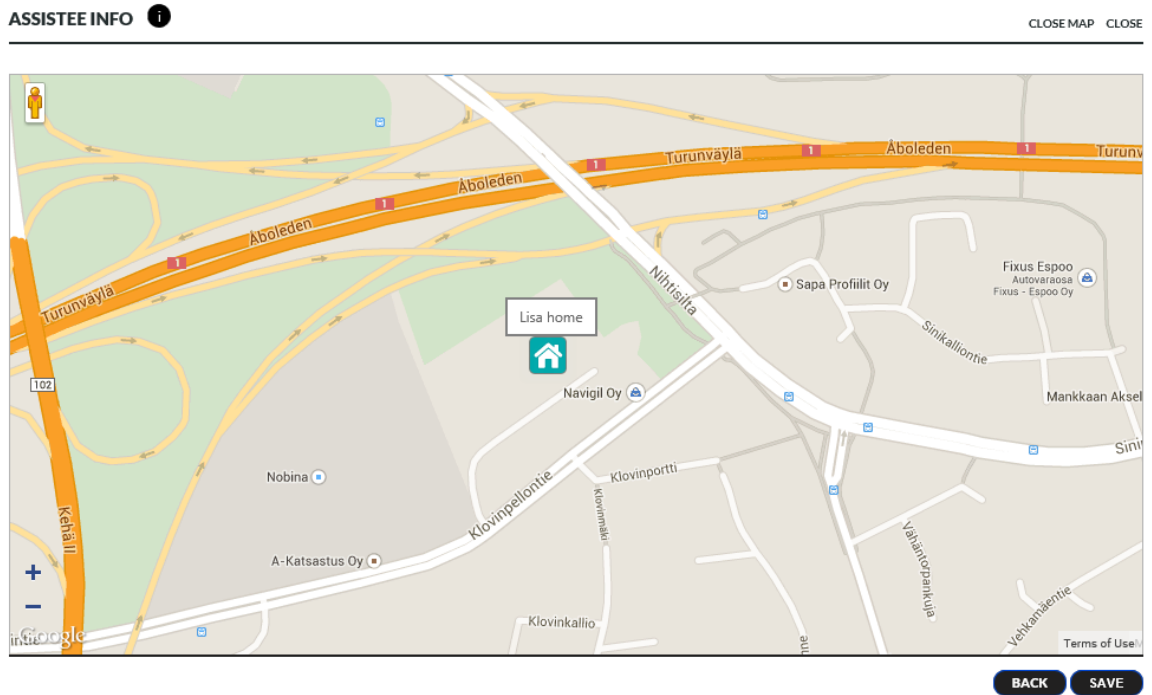 ASSISTEE INFO i
CLOSE MAP CLOSE
1
Turunväylä
1
Åboleden
1
Turunv
Åboleden
1
Åboleden
1
Turunväylä
Nihtisilta
Sapa Profiilit Oy
Fixus Espoo
Autovaraosa
Fixus - Espoo Oy
Lisa home
Sinikalliontie
102
Navigil Oy
Mankkaan Aksel
Sinir
Nobina
Klovinportti
Klovinpellontie
Klovinmäki
Kehä II
A-Katsastus Oy
Vähäntorpankuja
Vehkamäentie
+
−
Klovinkallio
Google
Terms of Use
BACK SAVE